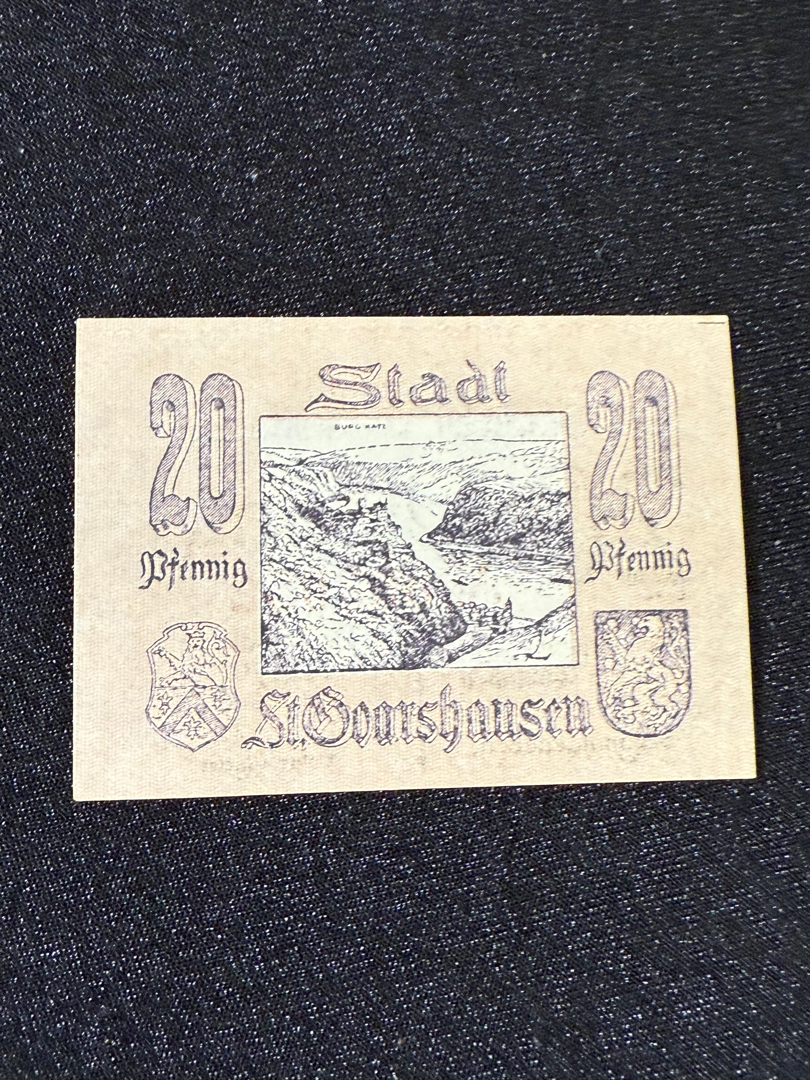 Stadt
20
20
BURG KATZ
Pfennig
Pfennig
St. Goarshausen